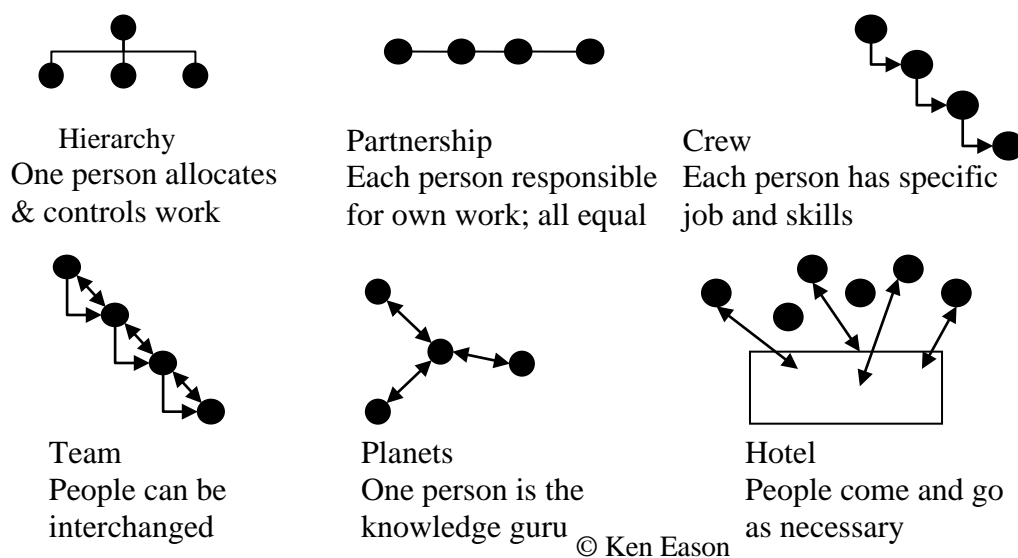 Hierarchy
One person allocates
& controls work
Partnership
Each person responsible
for own work; all equal
Crew
Each person has specific
job and skills
Team
People can be
interchanged
Planets
One person is the
knowledge guru
Hotel
People come and go
as necessary
© Ken Eason